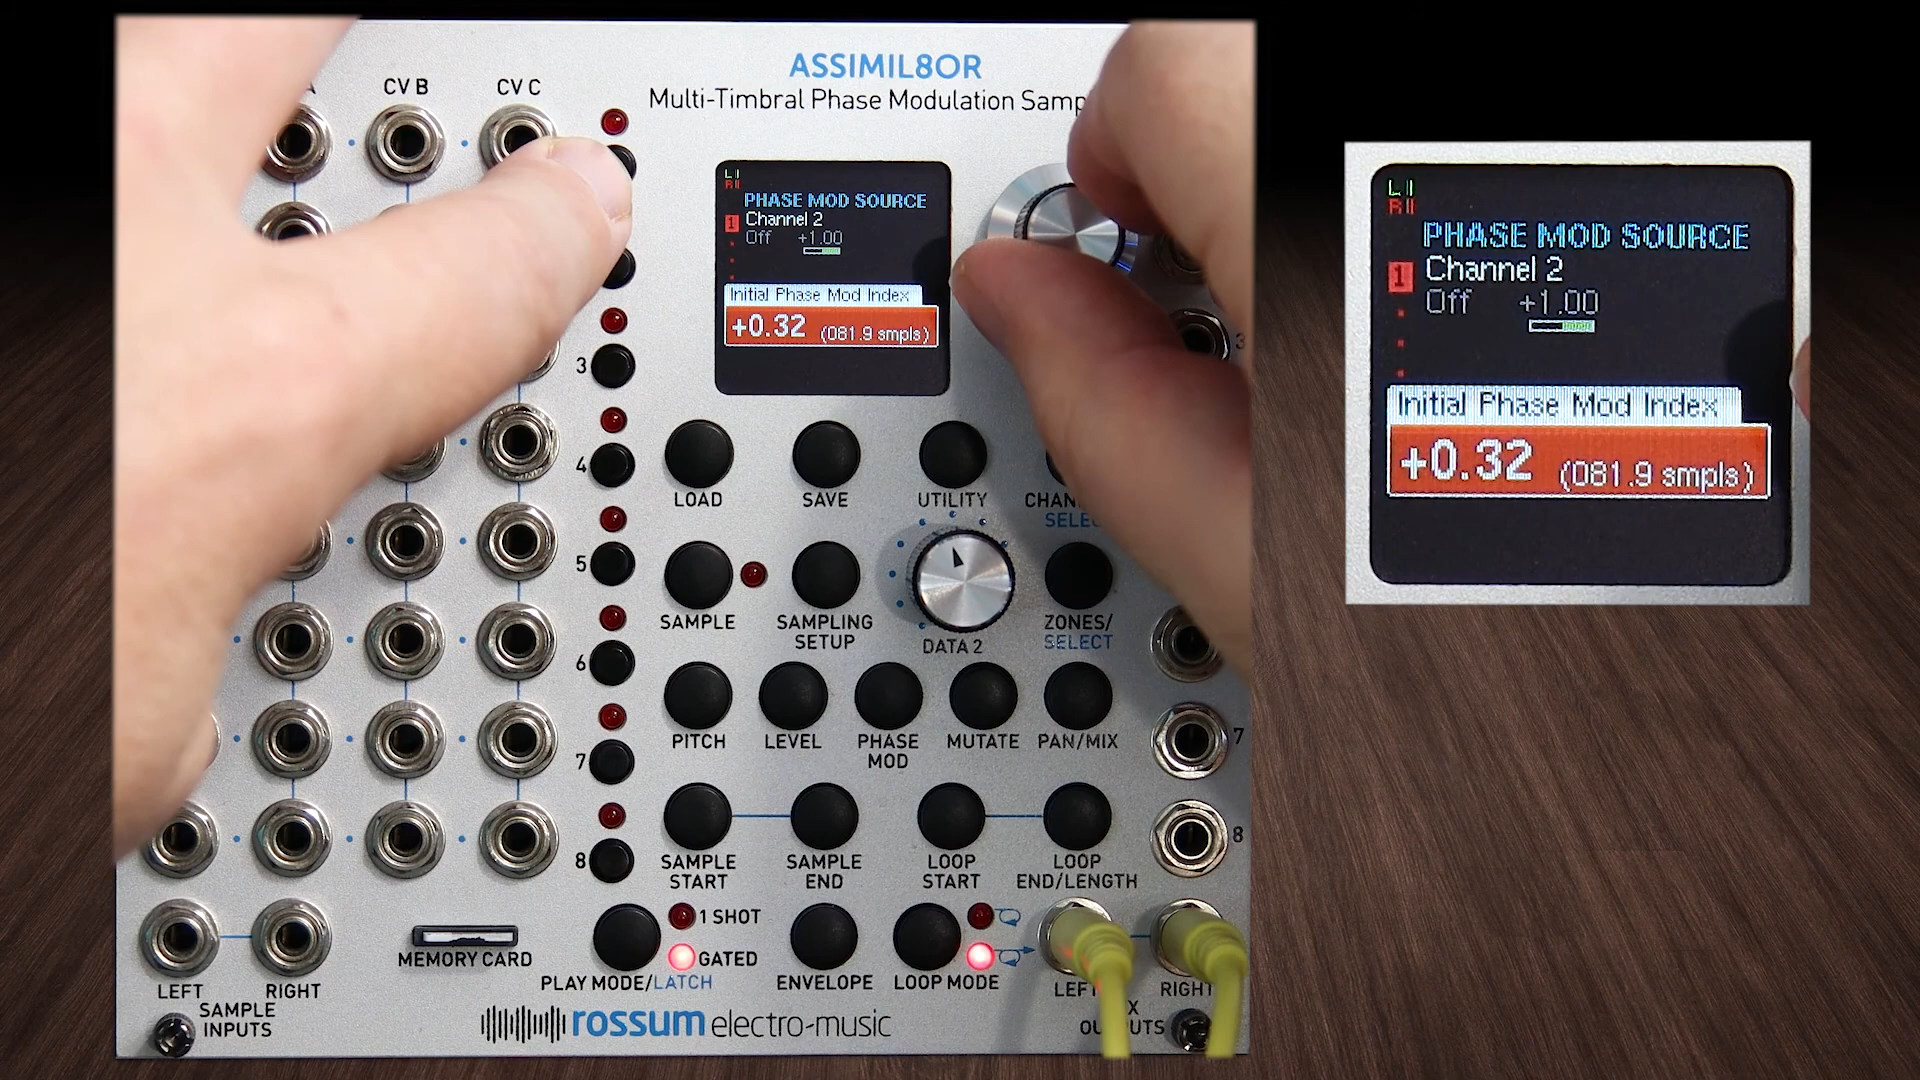 ASSIMIL8OR
Multi-Timbral Phase Modulation
CV B
CV C
L
R
PHASE MOD SOURCE
1
Channel 2
Off +1.00
Initial Phase Mod Index
+0.32 (081.9 smpls)
3
4
5
6
7
8
LOAD
SAVE
UTILITY
SAMPLE
SAMPLING
SETUP
DATA 2
ZONES/
SELECT
PITCH
LEVEL
PHASE
MOD
MUTATE
PAN/MIX
SAMPLE
START
SAMPLE
END
LOOP
START
LOOP
END/LENGTH
1 SHOT
GATED
PLAY MODE/LATCH
ENVELOPE
LOOP MODE
MEMORY CARD
LEFT
RIGHT
SAMPLE
INPUTS
LEFT
RIGHT
rossum electro-music
3
7
8
L
R
PHASE MOD SOURCE
1
Channel 2
Off +1.00
Initial Phase Mod Index
+0.32 (081.9 smpls)